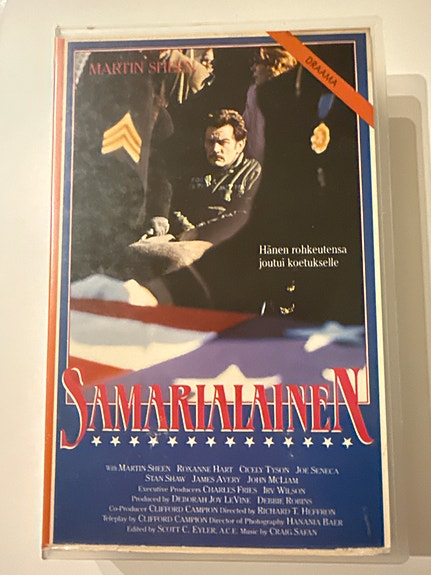 MARTIN SHEEN
DRAAMA
Hänen rohkeutensa
joutui koetukselle
SAMARIALAINEN
with MARTIN SHEEN ROXANNE HART CICELY TYSON JOE SENECA
STAN SHAW JAMES AVERY JOHN MCLIAM
Executive Producers CHARLES FRIES IRV WILSON
Produced by DEBORAH JOY LEVINE DEBBIE ROBINS
Co-Producer CLIFFORD CAMPION Directed by RICHARD T. HEFFRON
Teleplay by CLIFFORD CAMPION Director of Photography HANANIA BAER
Edited by SCOTT C. EYLER, A.C.E. Music by CRAIG SAFAN